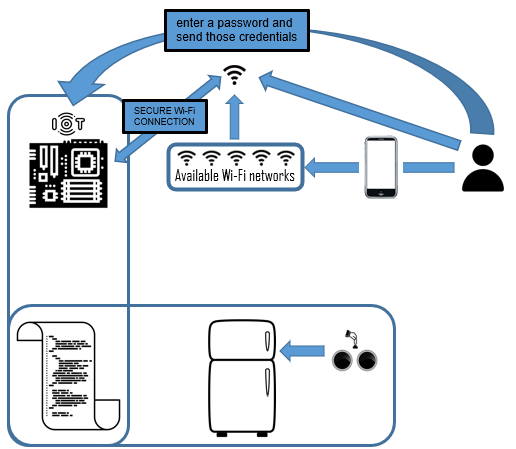 enter a password and
send those credentials
SECURE Wi-Fi
CONNECTION
IOT
Available Wi-Fi networks